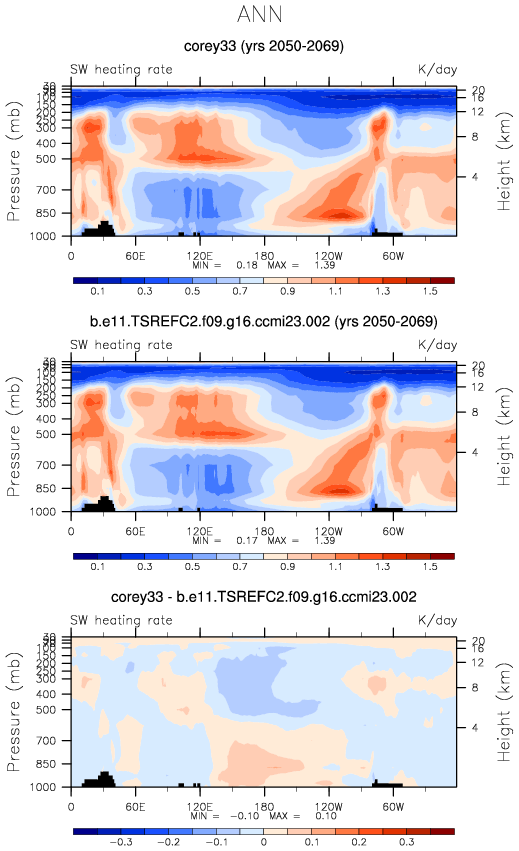 ANN
corey33 (yrs 2050-2069)
SW heating rate K/day
Pressure (mb)
30
100
150
200
250
300
400
500
700
850
1000
20
16
12
8
4
Height (km)
0 60E 120E 180 120W 60W
MIN = 0.18 MAX = 1.39
0.1 0.3 0.5 0.7 0.9 1.1 1.3 1.5
b.e11.TSREFC2.f09.g16.ccmi23.002 (yrs 2050-2069)
SW heating rate K/day
Pressure (mb)
30
100
150
200
250
300
400
500
700
850
1000
20
16
12
8
4
Height (km)
0 60E 120E 180 120W 60W
MIN = 0.17 MAX = 1.39
0.1 0.3 0.5 0.7 0.9 1.1 1.3 1.5
corey33 - b.e11.TSREFC2.f09.g16.ccmi23.002
SW heating rate K/day
Pressure (mb)
30
100
150
200
250
300
400
500
700
850
1000
20
16
12
8
4
Height (km)
0 60E 120E 180 120W 60W
MIN = -0.10 MAX = 0.10
-0.3 -0.2 -0.1 0 0.1 0.2 0.3